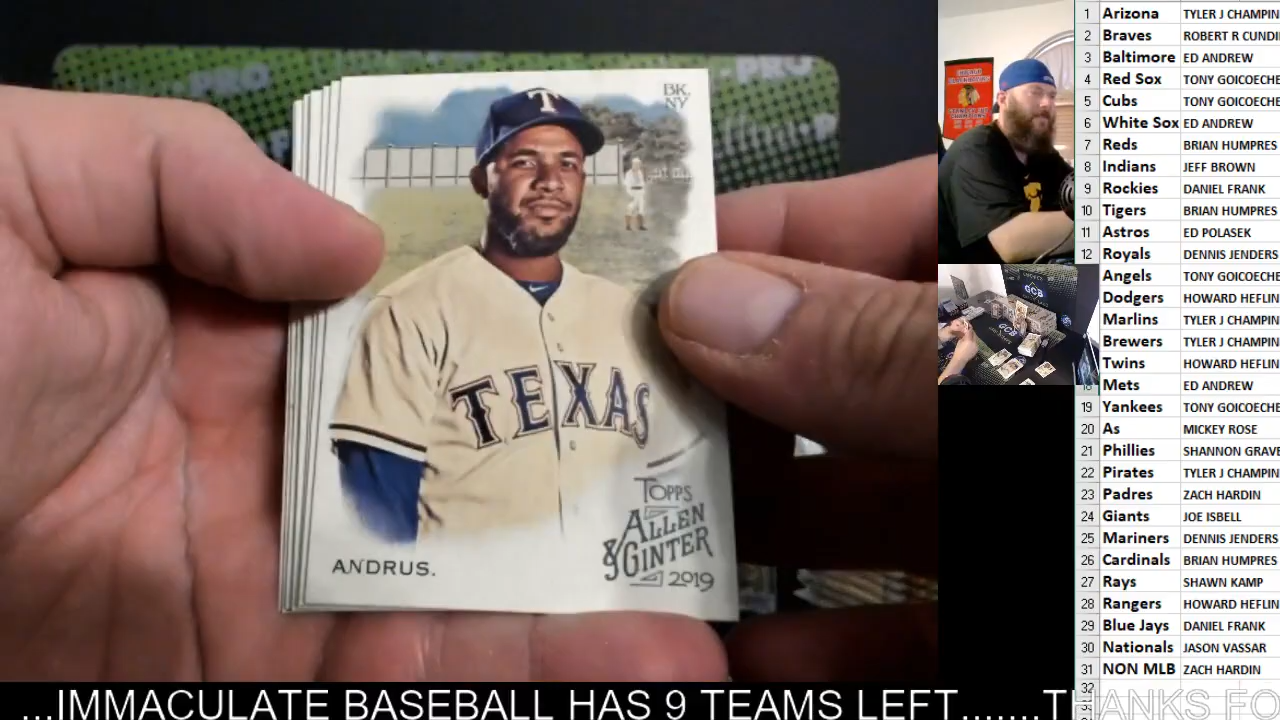 PRO
PRO
BK.
NY
T
TEXAS
TOPPS
ALLEN
& GINTER
2019
ANDRUS.
GCB
GCB
1 Arizona TYLER J CHAMPIN
2 Braves ROBERT R CUNDI
3 Baltimore ED ANDREW
4 Red Sox TONY GOICOECHE
5 Cubs TONY GOICOECHE
6 White Sox ED ANDREW
7 Reds BRIAN HUMPRES
8 Indians JEFF BROWN
9 Rockies DANIEL FRANK
10 Tigers BRIAN HUMPRES
11 Astros ED POLASEK
12 Royals DENNIS JENDERS
Angels TONY GOICOECHE
Dodgers HOWARD HEFLIN
Marlins TYLER J CHAMPIN
Brewers TYLER J CHAMPIN
Twins HOWARD HEFLIN
Mets ED ANDREW
19 Yankees TONY GOICOECHE
20 As MICKEY ROSE
21 Phillies SHANNON GRAVE
22 Pirates TYLER J CHAMPIN
23 Padres ZACH HARDIN
24 Giants JOE ISBELL
25 Mariners DENNIS JENDERS
26 Cardinals BRIAN HUMPRES
27 Rays SHAWN KAMP
28 Rangers HOWARD HEFLIN
29 Blue Jays DANIEL FRANK
30 Nationals JASON VASSAR
31 NON MLB ZACH HARDIN
32
...IMMACULATE BASEBALL HAS 9 TEAMS LEFT.......THANKS FO